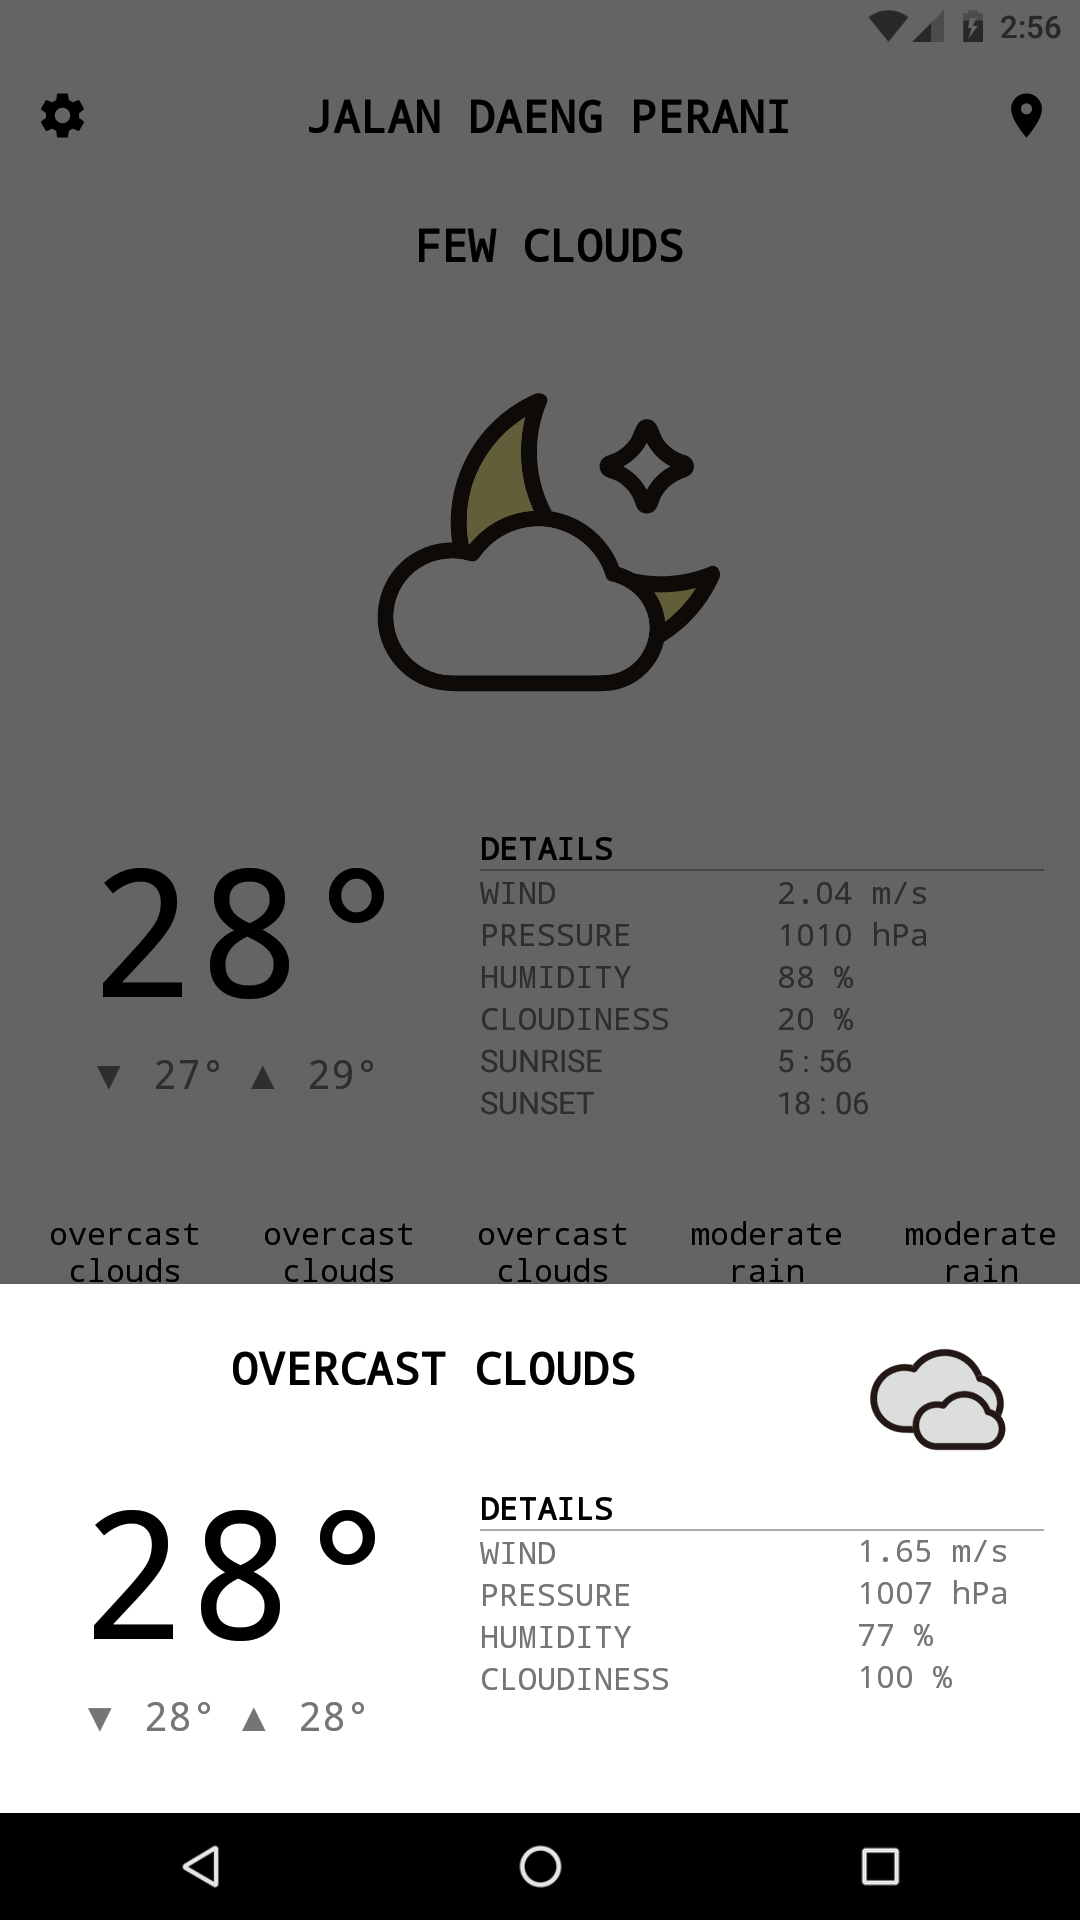 2:56
JALAN DAENG PERANI
FEW CLOUDS
28°
▼ 27° ▲ 29°
DETAILS
WIND 2.04 m/s
PRESSURE 1010 hPa
HUMIDITY 88 %
CLOUDINESS 20 %
SUNRISE 5 : 56
SUNSET 18 : 06
overcast clouds
overcast clouds
overcast clouds
moderate rain
moderate rain
OVERCAST CLOUDS
28°
▼ 28° ▲ 28°
DETAILS
WIND 1.65 m/s
PRESSURE 1007 hPa
HUMIDITY 77 %
CLOUDINESS 100 %